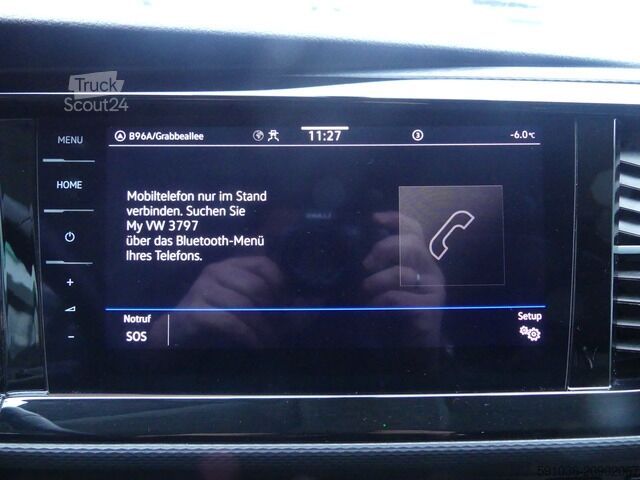 Truck
Scout24
MENU
HOME
B96A/Grabbeallee
11:27
3
-6.0°C
Mobiltelefon nur im Stand
verbinden. Suchen Sie
My VW 3797
über das Bluetooth-Menü
Ihres Telefons.
Notruf
SOS
Setup